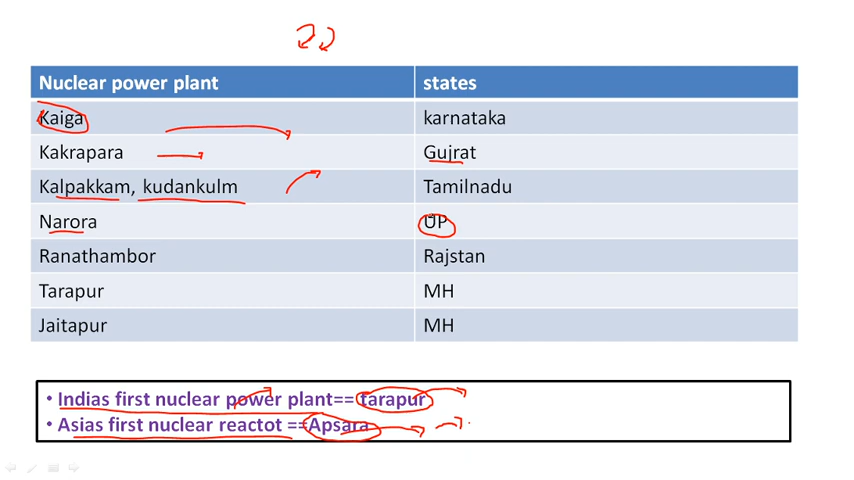 Nuclear power plant states
Kaiga karnataka
Kakrapara Gujrat
Kalpakkam, kudankulm Tamilnadu
Narora UP
Ranathambor Rajstan
Tarapur MH
Jaitapur MH
• Indias first nuclear power plant== tarapur
• Asias first nuclear reactot ==Apsara